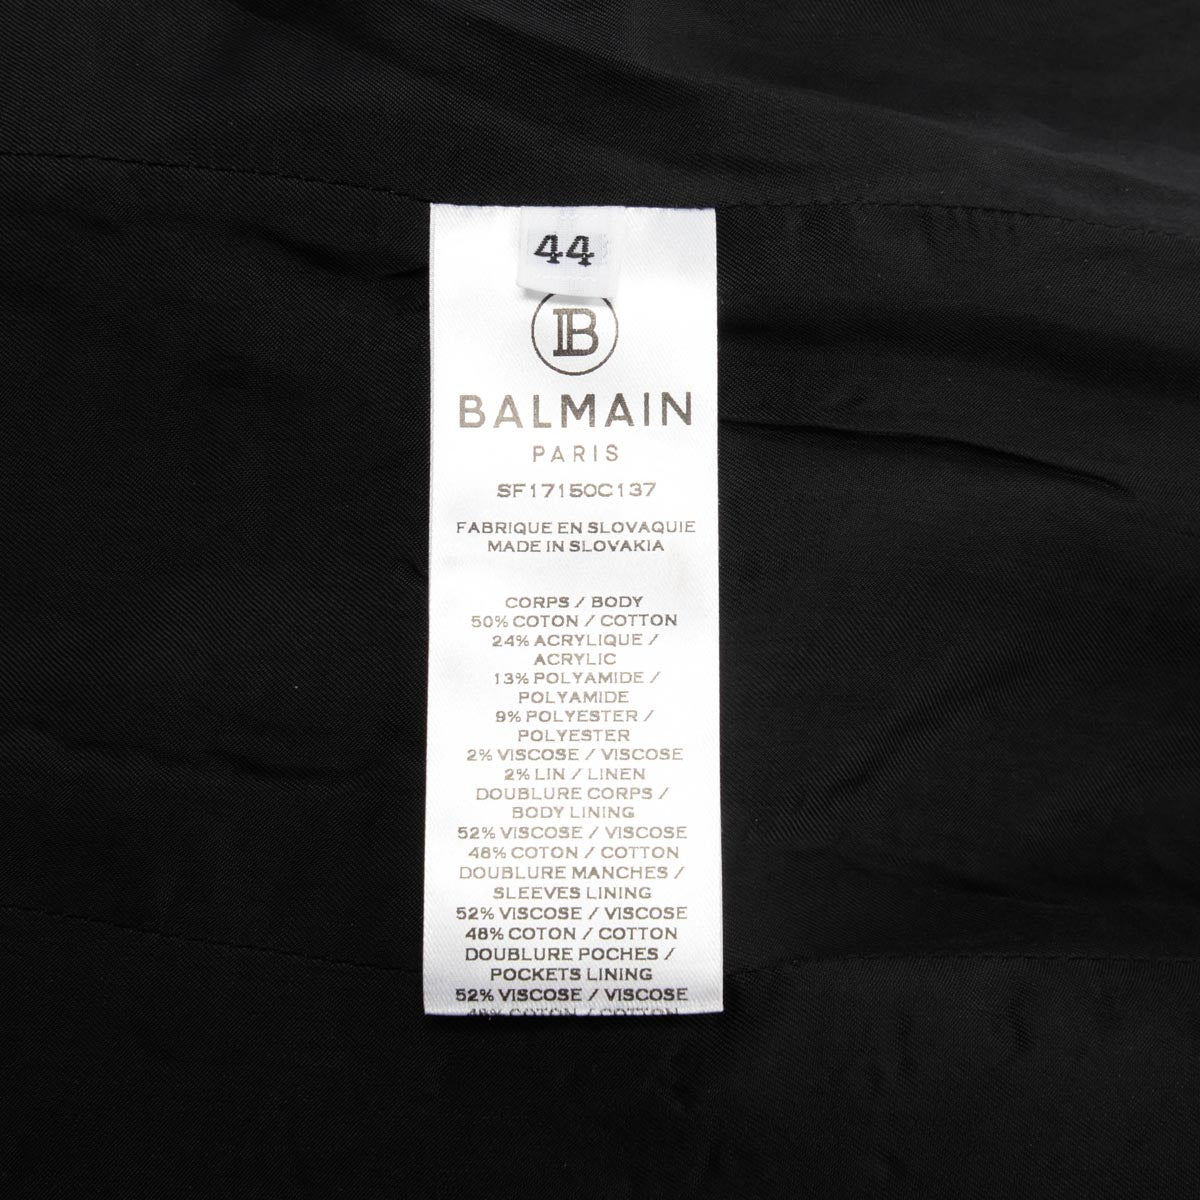 44
B
BALMAIN
PARIS
SF17150C137
FABRIQUE EN SLOVAQUIE
MADE IN SLOVAKIA
CORPS / BODY
50% COTON / COTTON
24% ACRYLIQUE /
ACRYLIC
13% POLYAMIDE /
POLYAMIDE
9% POLYESTER /
POLYESTER
2% VISCOSE / VISCOSE
2% LIN / LINEN
DOUBLURE CORPS /
BODY LINING
52% VISCOSE / VISCOSE
48% COTON / COTTON
DOUBLURE MANCHES /
SLEEVES LINING
52% VISCOSE / VISCOSE
48% COTON / COTTON
DOUBLURE POCHES /
POCKETS LINING
52% VISCOSE / VISCOSE
48% COTON / COTTON